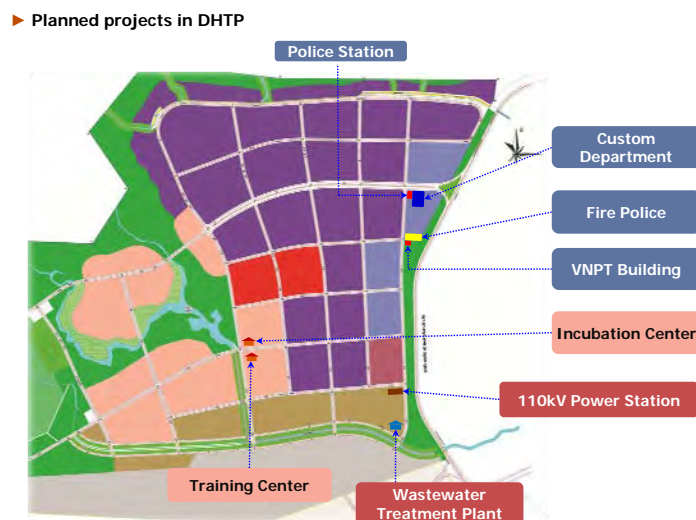 ► Planned projects in DHTP
Police Station
Custom
Department
Fire Police
VNPT Building
Incubation Center
110kV Power Station
Training Center
Wastewater
Treatment Plant